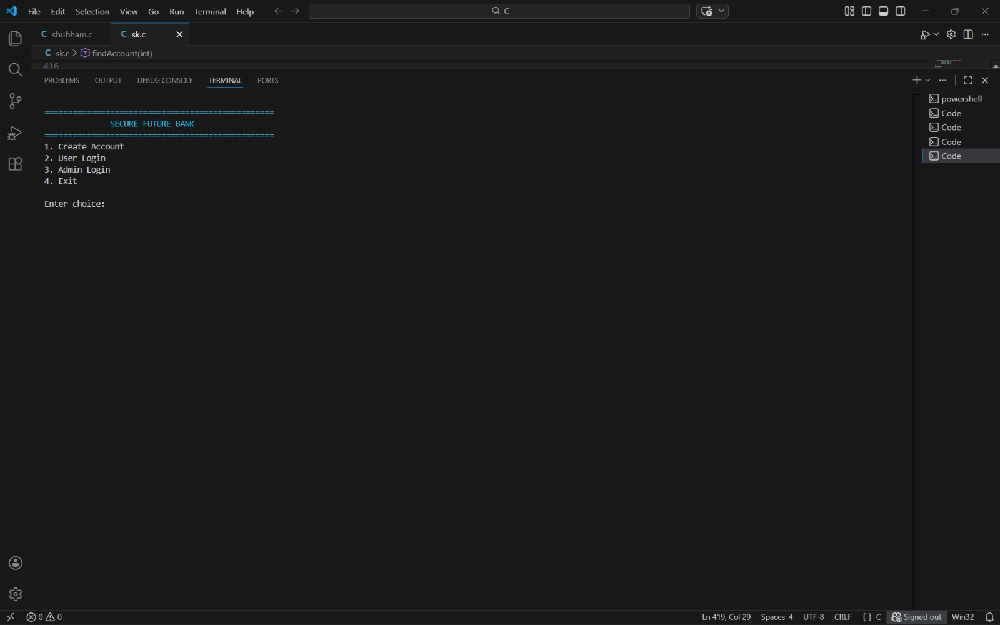 File Edit Selection View Go Run Terminal Help
C
C shubham.c
C sk.c
C sk.c > findAccount(int)
416
PROBLEMS OUTPUT DEBUG CONSOLE TERMINAL PORTS
=================================================
SECURE FUTURE BANK
=================================================
1. Create Account
2. User Login
3. Admin Login
4. Exit
Enter choice:
powershell
Code
Code
Code
Code
0 0
Ln 419, Col 29 Spaces: 4 UTF-8 CRLF { } C Signed out Win32